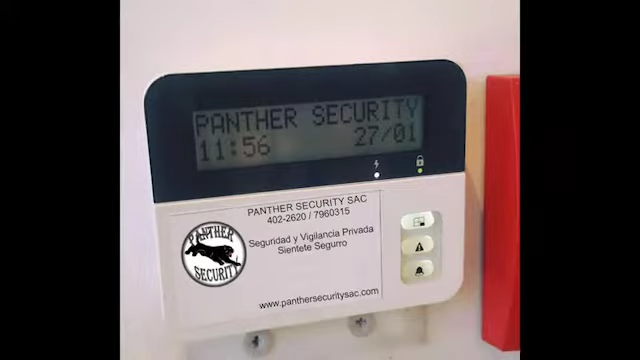 PANTHER SECURITY
11:56 27/01
PANTHER SECURITY SAC
402-2620 / 7960315
PANTHER
SECURITY
Seguridad y Vigilancia Privada
Sientete Segurro
www.panthersecuritysac.com